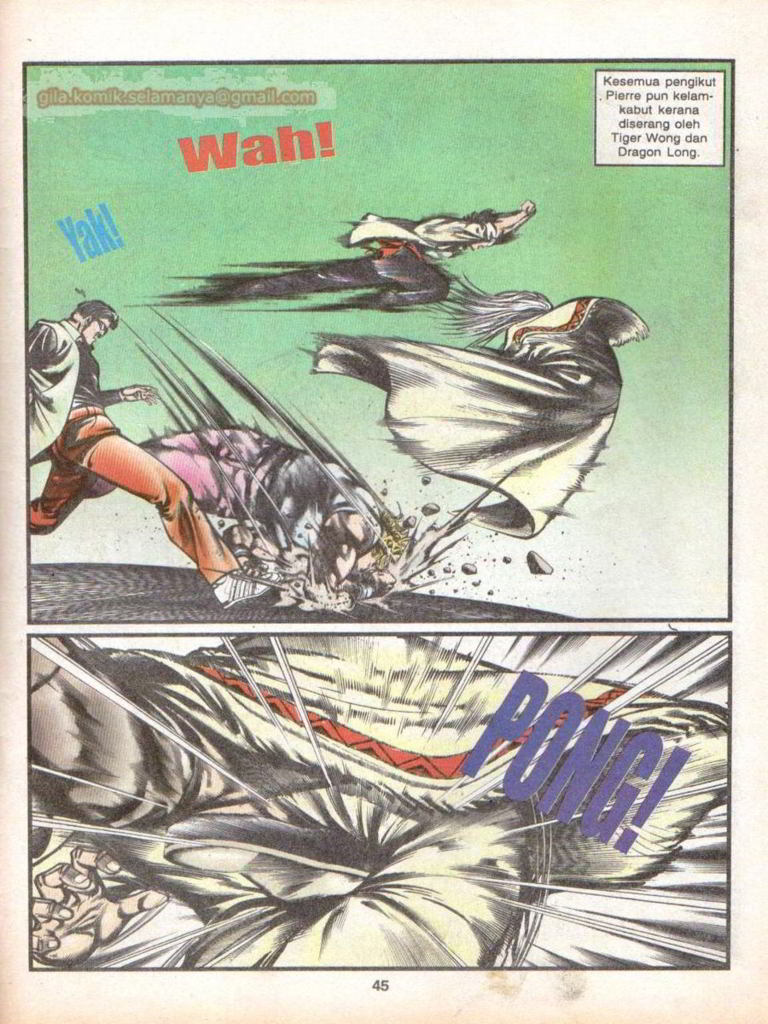 gila.komik.selamanya@gmail.com
Kesemua pengikut
Pierre pun kelam-
kabut kerana
diserang oleh
Tiger Wong dan
Dragon Long.
Wah!
Yak!
PONG!
45